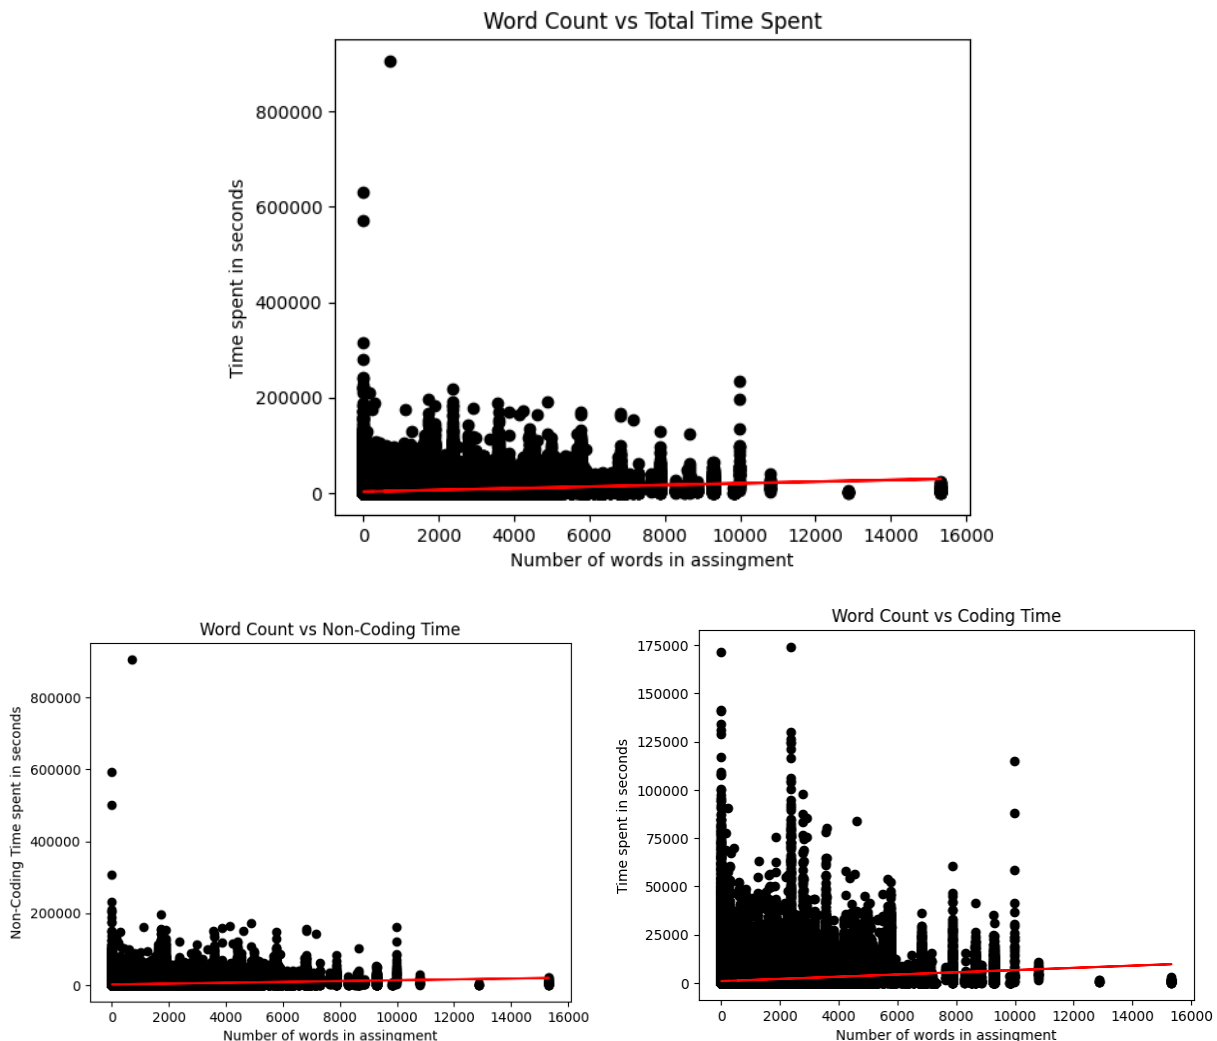 Word Count vs Total Time Spent
800000
600000
400000
200000
0
Time spent in seconds
0 2000 4000 6000 8000 10000 12000 14000 16000
Number of words in assingment
Word Count vs Non-Coding Time
800000
600000
400000
200000
0
Non-Coding Time spent in seconds
0 2000 4000 6000 8000 10000 12000 14000 16000
Number of words in assingment
Word Count vs Coding Time
175000
150000
125000
100000
75000
50000
25000
0
Time spent in seconds
0 2000 4000 6000 8000 10000 12000 14000 16000
Number of words in assingment